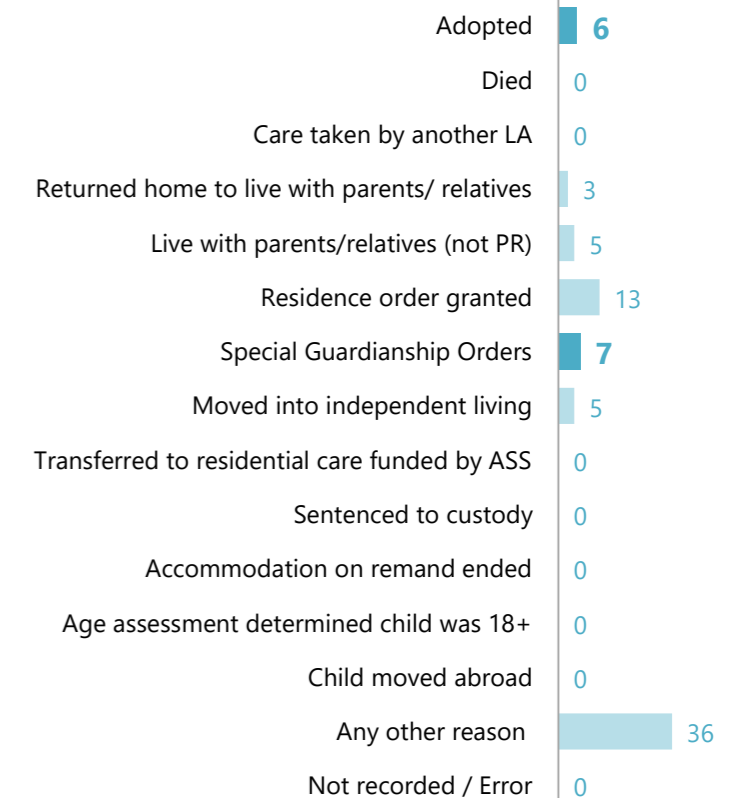 Adopted 6
Died 0
Care taken by another LA 0
Returned home to live with parents/ relatives 3
Live with parents/relatives (not PR) 5
Residence order granted 13
Special Guardianship Orders 7
Moved into independent living 5
Transferred to residential care funded by ASS 0
Sentenced to custody 0
Accommodation on remand ended 0
Age assessment determined child was 18+ 0
Child moved abroad 0
Any other reason 36
Not recorded / Error 0